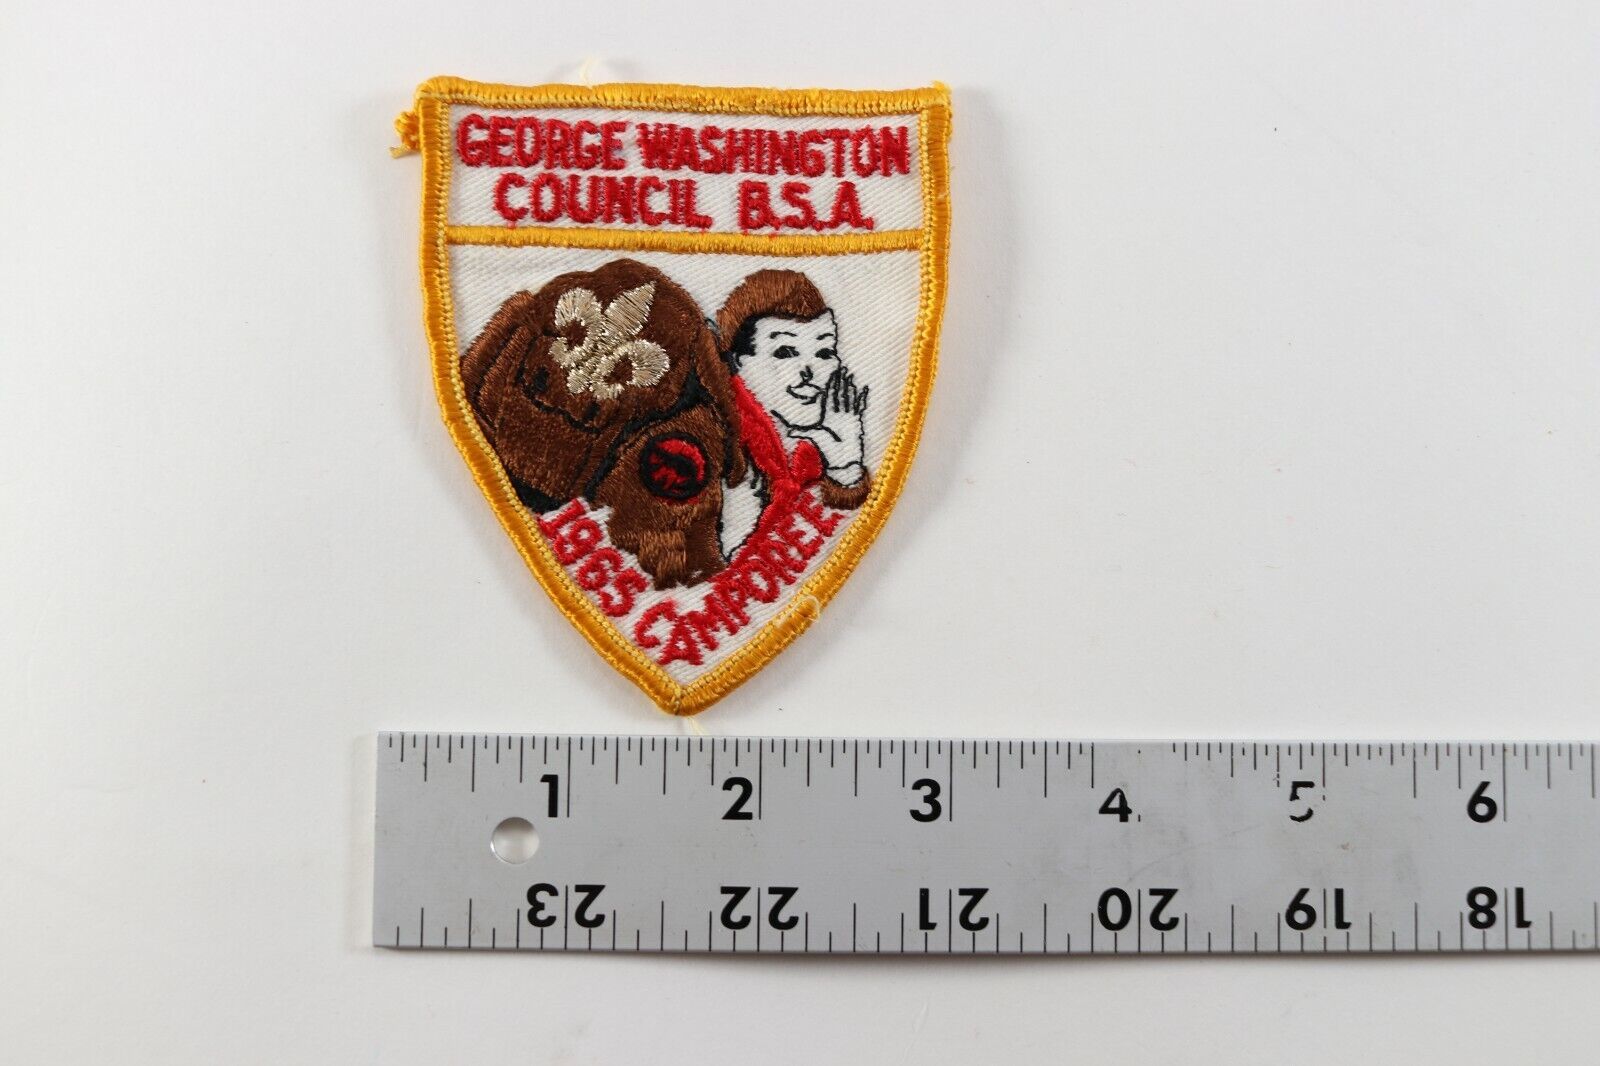 GEORGE WASHINGTON
COUNCIL B.S.A.
1965 CAMPOREE
1 2 3 4 5 6
23 22 21 20 19 18